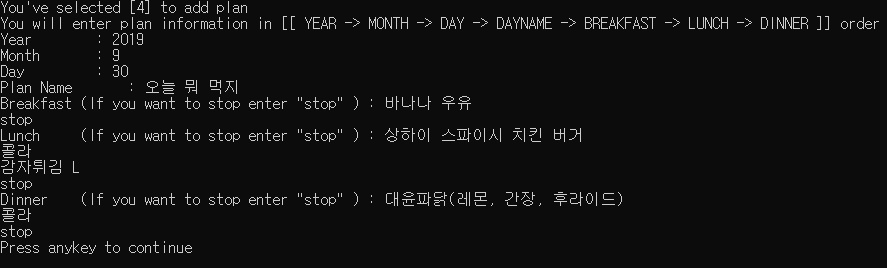 You've selected [4] to add plan
You will enter plan information in [[ YEAR -> MONTH -> DAY -> DAYNAME -> BREAKFAST -> LUNCH -> DINNER ]] order
Year : 2019
Month : 9
Day : 30
Plan Name : 오늘 뭐 먹지
Breakfast (If you want to stop enter "stop" ) : 바나나 우유
stop
Lunch (If you want to stop enter "stop" ) : 상하이 스파이시 치킨 버거
콜라
감자튀김 L
stop
Dinner (If you want to stop enter "stop" ) : 대윤파닭(레몬, 간장, 후라이드)
콜라
stop
Press anykey to continue